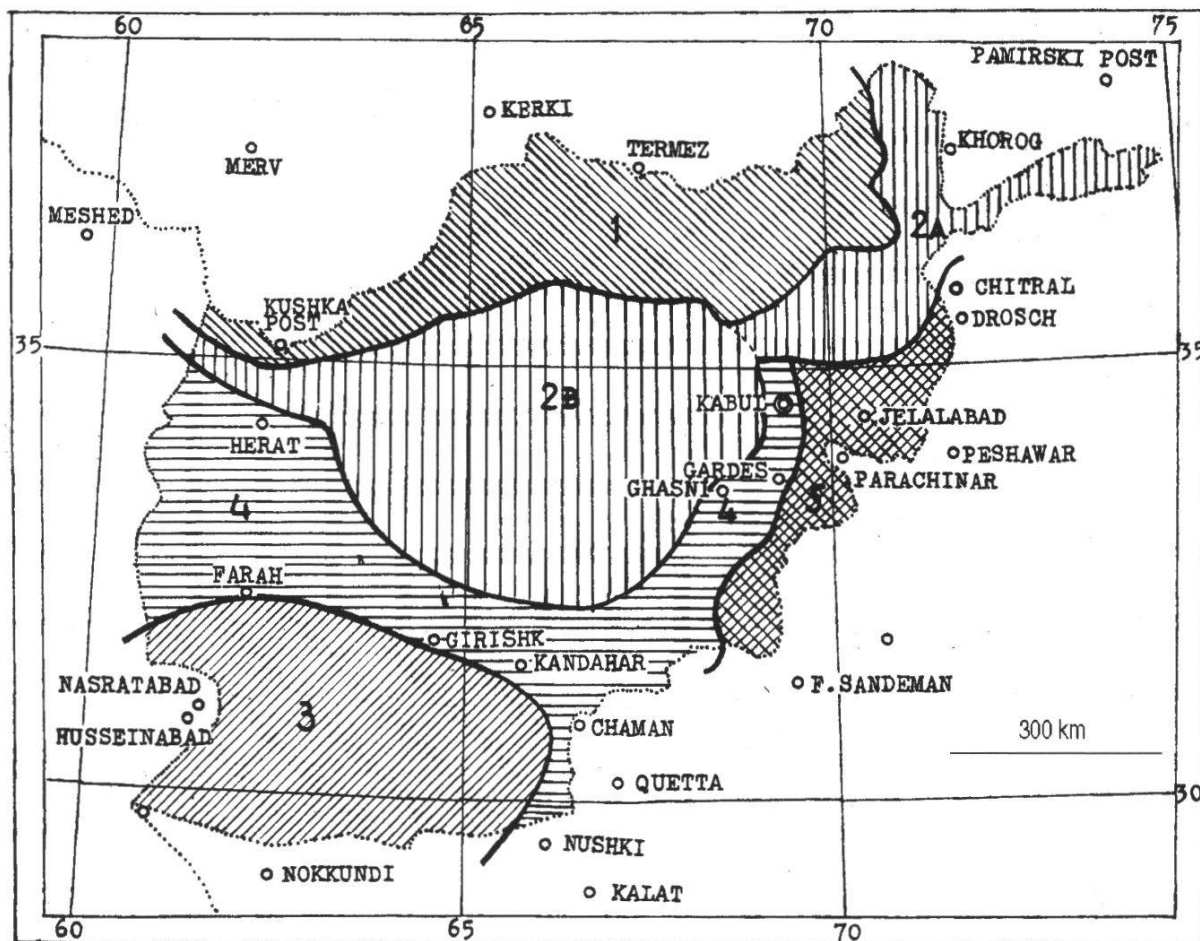 60
65
70
75
PAMIRSKI POST
KERKI
MERV
TERMEZ
KHOROG
MESHED
1
2A
KUSHKA
POST
CHITRAL
DROSCH
35
35
2B
KABUL
JELALABAD
HERAT
PESHAWAR
GARDES
PARACHINAR
GHASNI
4
4
5
FARAH
GIRISHK
KANDAHAR
NASRATABAD
F.SANDEMAN
3
HUSSEINABAD
CHAMAN
300 km
QUETTA
30
NUSHKI
NOKKUNDI
KALAT
60
65
70